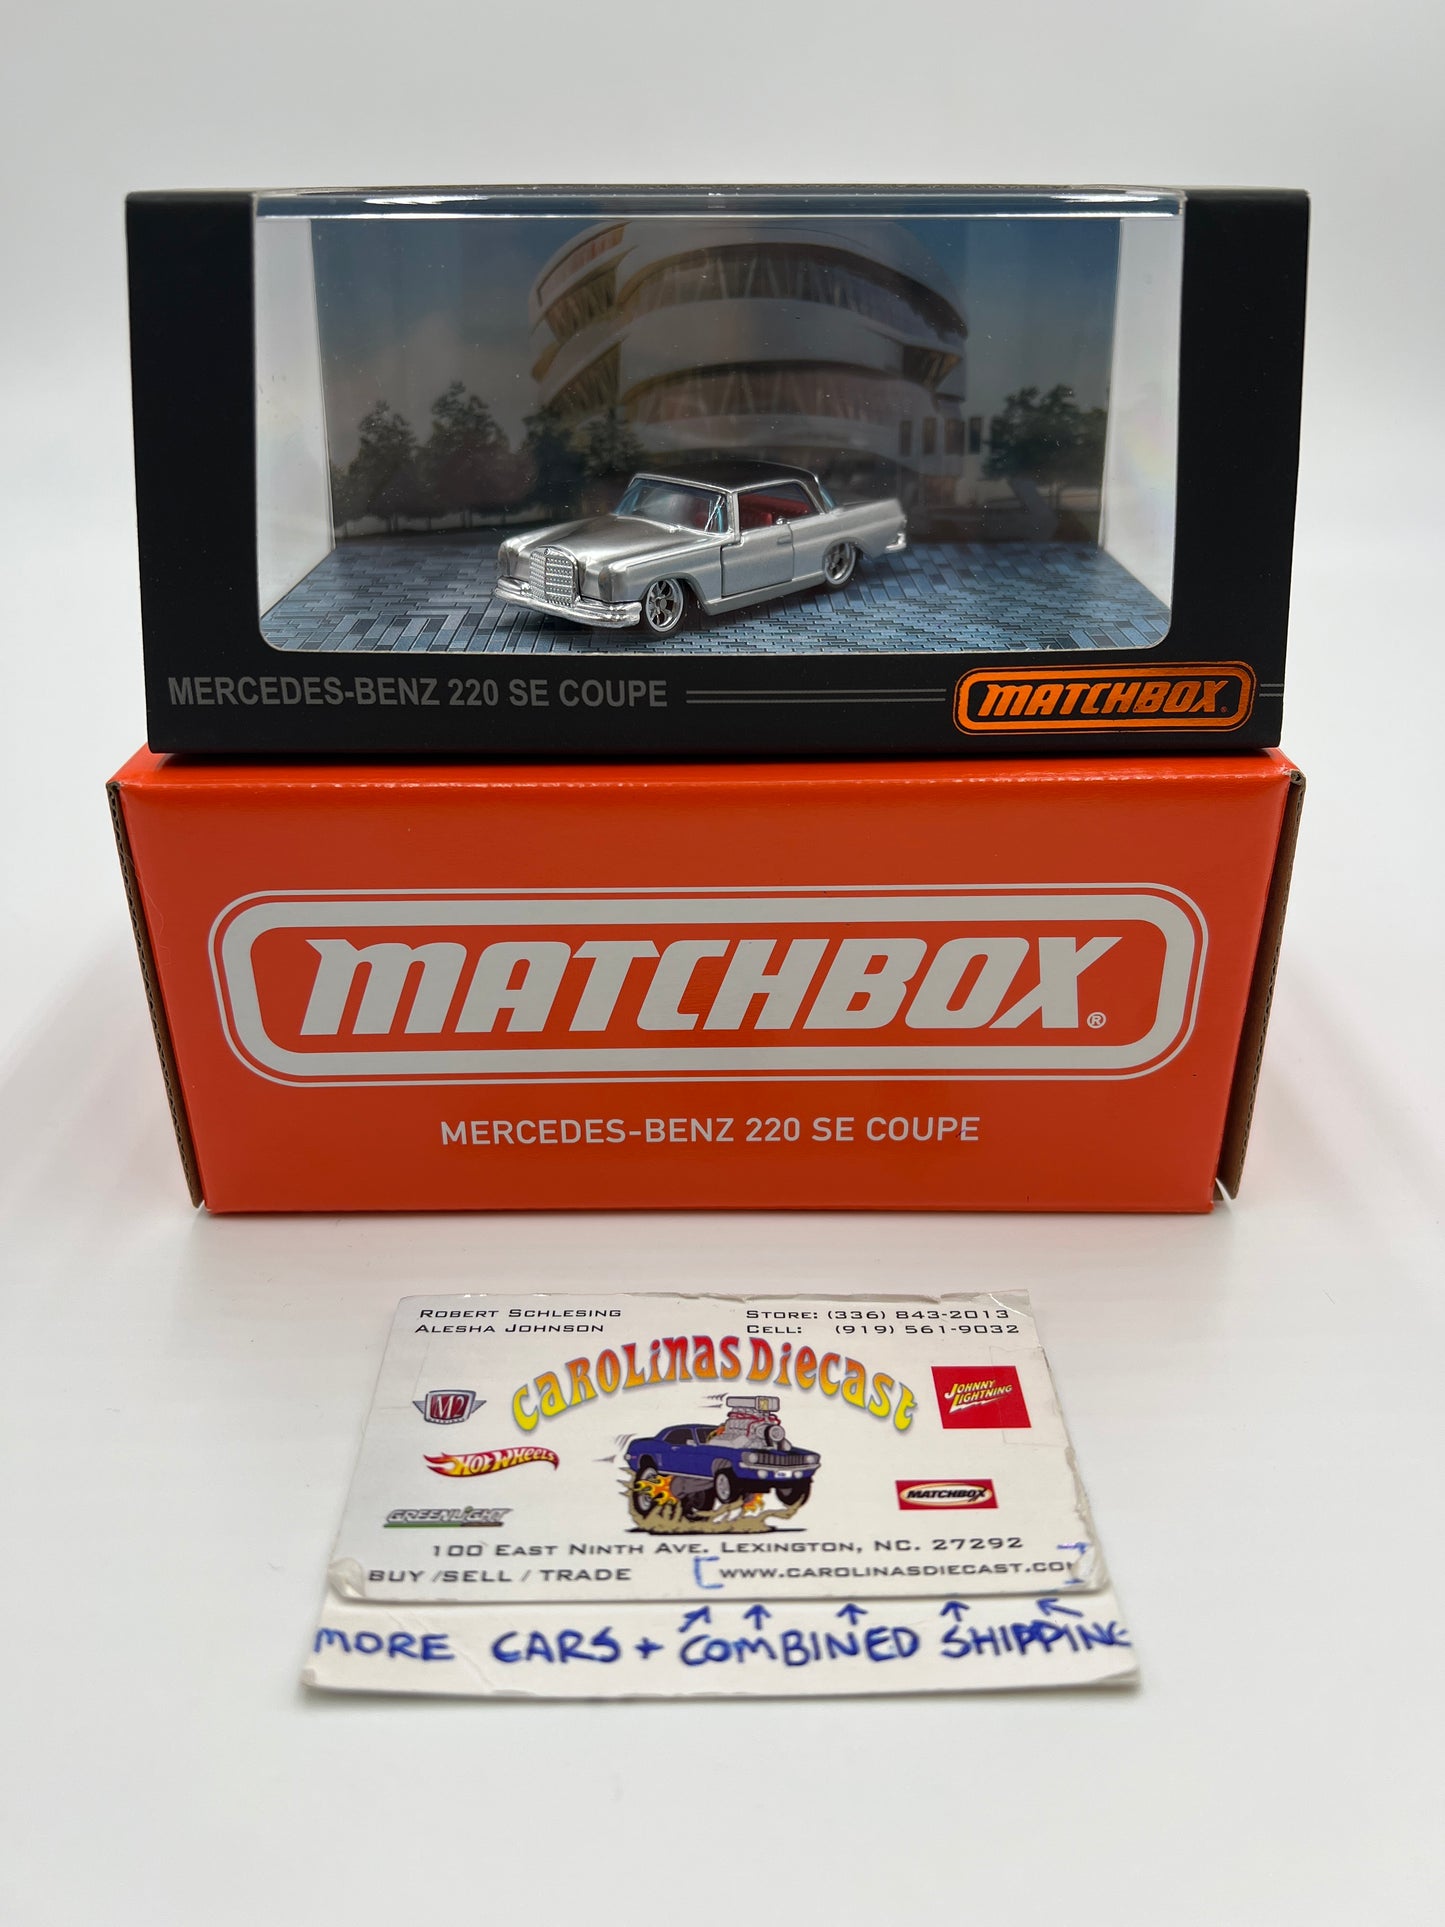 MERCEDES-BENZ 220 SE COUPE
MATCHBOX.
MATCHBOX®
MERCEDES-BENZ 220 SE COUPE
ROBERT SCHLESING
STORE: (336) 843-2013
ALESHA JOHNSON
CELL: (919) 561-9032
CAROLINAS DIECAST
M2
JOHNNY LIGHTNING
HOT WHEELS
GREENLIGHT
MATCHBOX
100 EAST NINTH AVE. LEXINGTON, NC. 27292
BUY / SELL / TRADE [WWW.CAROLINASDIECAST.COM]
MORE CARS + COMBINED SHIPPING